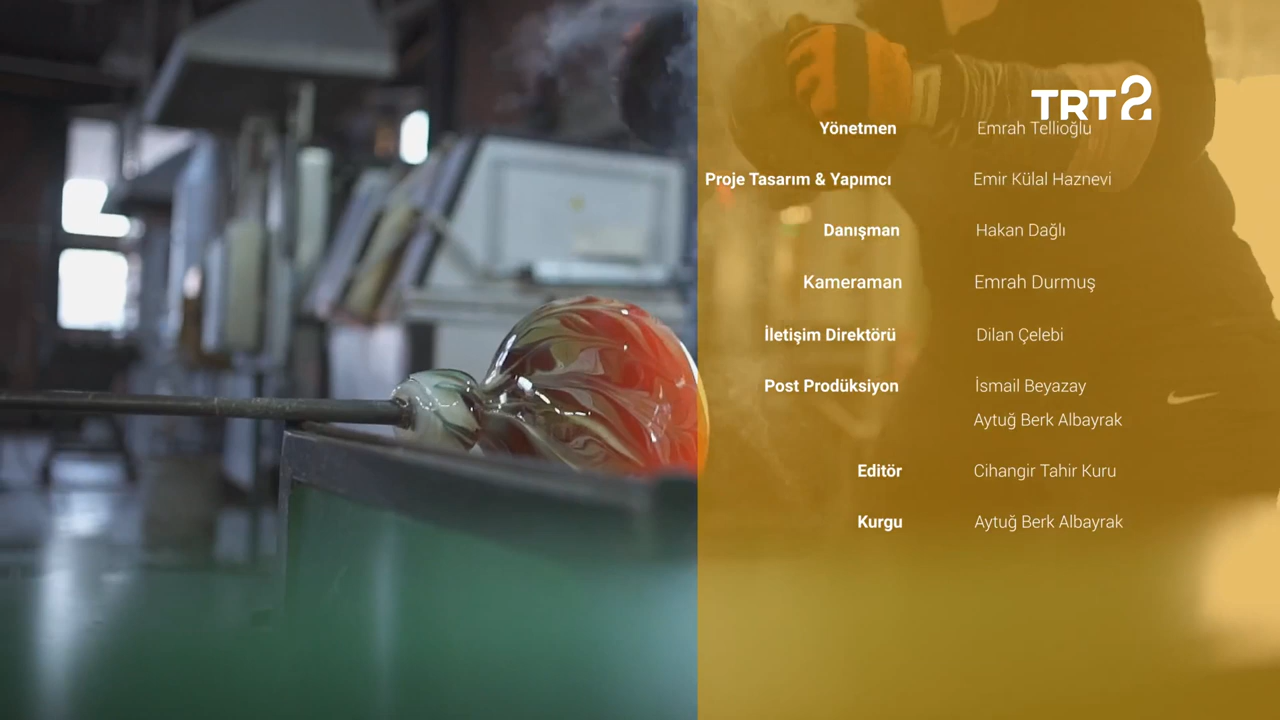 TRT2
Yönetmen Emrah Tellioğlu
Proje Tasarım & Yapımcı Emir Külal Haznevi
Danışman Hakan Dağlı
Kameraman Emrah Durmuş
İletişim Direktörü Dilan Çelebi
Post Prodüksiyon İsmail Beyazay
Aytuğ Berk Albayrak
Editör Cihangir Tahir Kuru
Kurgu Aytuğ Berk Albayrak